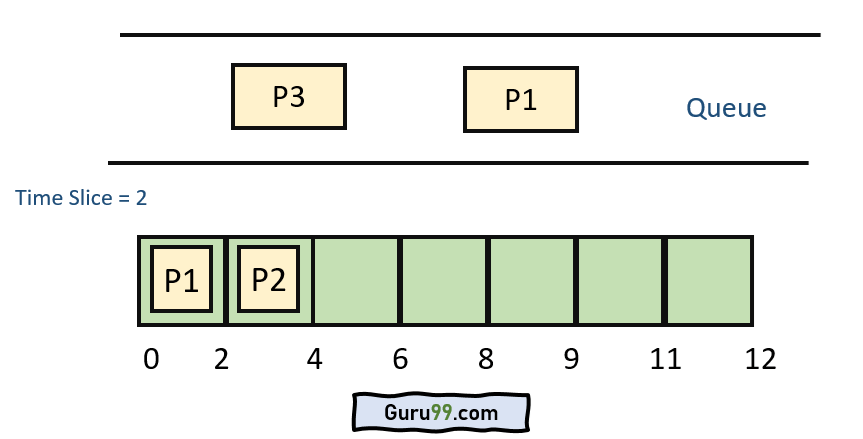 P3 P1 Queue
Time Slice = 2
P1 P2
0 2 4 6 8 9 11 12
Guru99.com